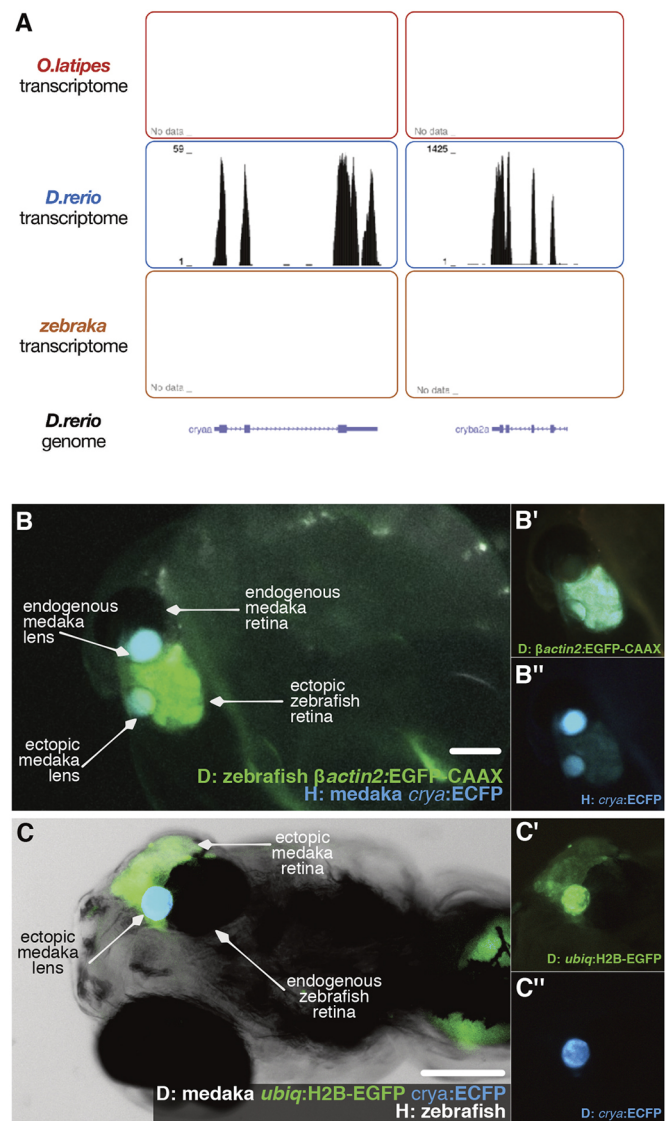 A
O.latipes
transcriptome
No data _
No data _
D.rerio
transcriptome
59 _
1 _
1425 _
1 _
zebraka
transcriptome
No data _
No data _
D.rerio
genome
cryaa
cryba2a
B
endogenous
medaka
lens
endogenous
medaka
retina
ectopic
zebrafish
retina
ectopic
medaka
lens
D: zebrafish βactin2:EGFP-CAAX
H: medaka crya:ECFP
B'
D: βactin2:EGFP-CAAX
B"
H: crya:ECFP
C
ectopic
medaka
retina
ectopic
medaka
lens
endogenous
zebrafish
retina
D: medaka ubiq:H2B-EGFP crya:ECFP
H: zebrafish
C'
D: ubiq:H2B-EGFP
C"
D: crya:ECFP